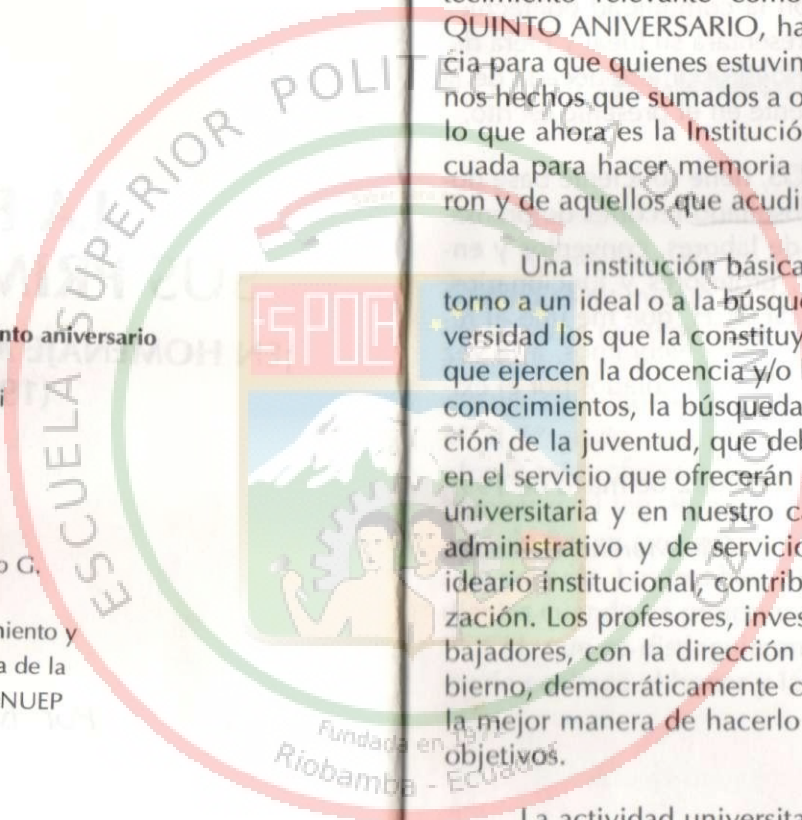 nto aniversario
i
o G.
niento y
a de la
NUEP
QUINTO ANIVERSARIO, ha
cia para que quienes estuvin
nos hechos que sumados a o
lo que ahora es la Institució
cuada para hacer memoria
ron y de aquellos que acudi
Una institución básica
torno a un ideal o a la búsque
versidad los que la constituy
que ejercen la docencia y/o l
conocimientos, la búsqueda
ción de la juventud, que del
en el servicio que ofrecerán
universitaria y en nuestro c
administrativo y de servicio
ideario institucional, contrib
zación. Los profesores, inves
bajadores, con la dirección
bierno, democráticamente c
la mejor manera de hacerlo
objetivos.
La actividad universita
ESCUELA SUPERIOR POLITECNICA DE CHIMBORAZO
ESPOCH
Fundada en 1972
Riobamba - Ecuador